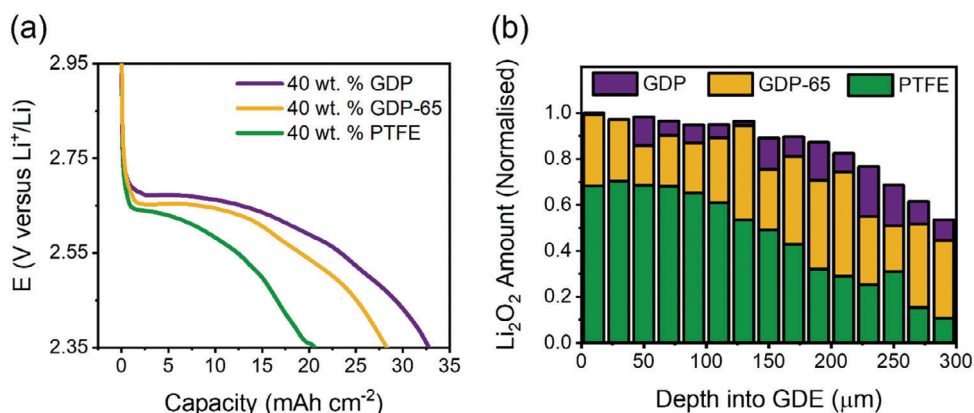 (a)
2.95
2.75
2.55
2.35
E (V versus Li⁺/Li)
40 wt. % GDP
40 wt. % GDP-65
40 wt. % PTFE
0 5 10 15 20 25 30 35
Capacity (mAh cm⁻²)
(b)
GDP GDP-65 PTFE
1.0
0.8
0.6
0.4
0.2
0.0
Li₂O₂ Amount (Normalised)
0 50 100 150 200 250 300
Depth into GDE (μm)